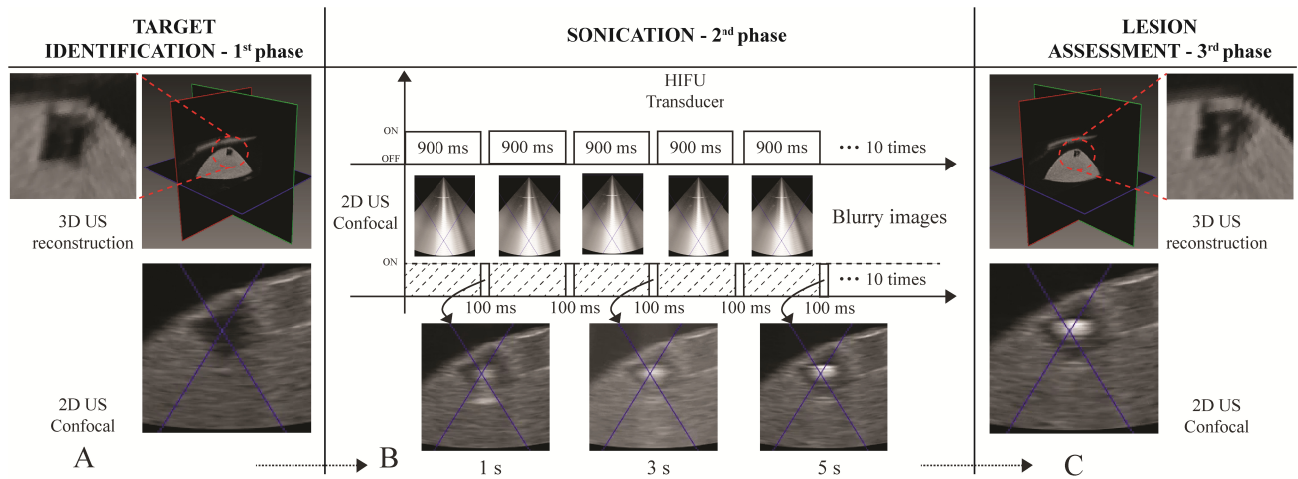 TARGET
IDENTIFICATION - 1st phase
3D US
reconstruction
2D US
Confocal
A
SONICATION - 2nd phase
HIFU
Transducer
ON
OFF
900 ms 900 ms 900 ms 900 ms 900 ms ••• 10 times
2D US
Confocal
Blurry images
ON
••• 10 times
100 ms 100 ms 100 ms 100 ms 100 ms
B
1 s 3 s 5 s
LESION
ASSESSMENT - 3rd phase
3D US
reconstruction
2D US
Confocal
C